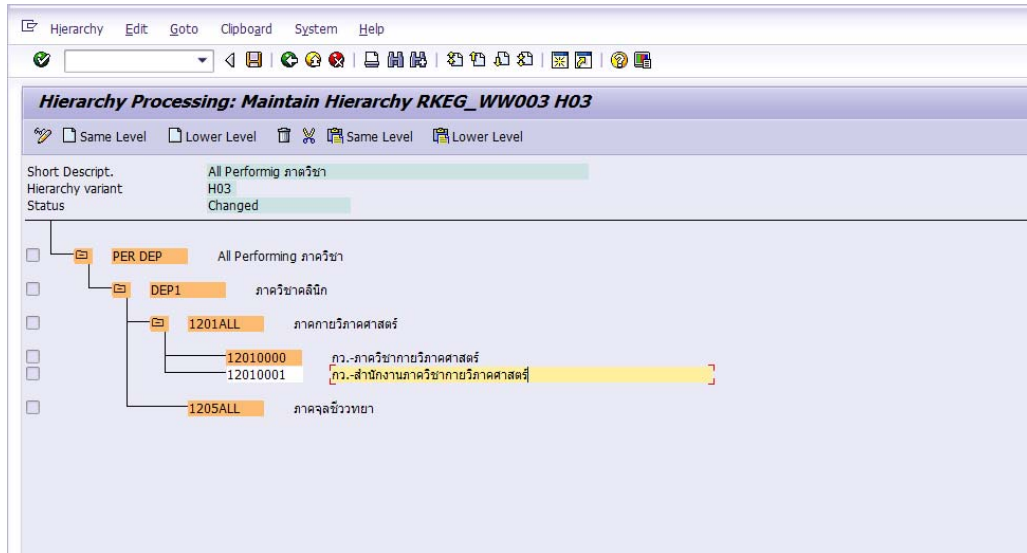 Hierarchy Edit Goto Clipboard System Help
Hierarchy Processing: Maintain Hierarchy RKEG_WW003 H03
Same Level Lower Level Same Level Lower Level
Short Descript. All Performig ภาควิชา
Hierarchy variant H03
Status Changed
PER DEP All Performing ภาควิชา
DEP1 ภาควิชาคลินิก
1201ALL ภาคกายวิภาคศาสตร์
12010000 กว.-ภาควิชากายวิภาคศาสตร์
12010001 กว.-สำนักงานภาควิชากายวิภาคศาสตร์
1205ALL ภาคจุลชีววทยา